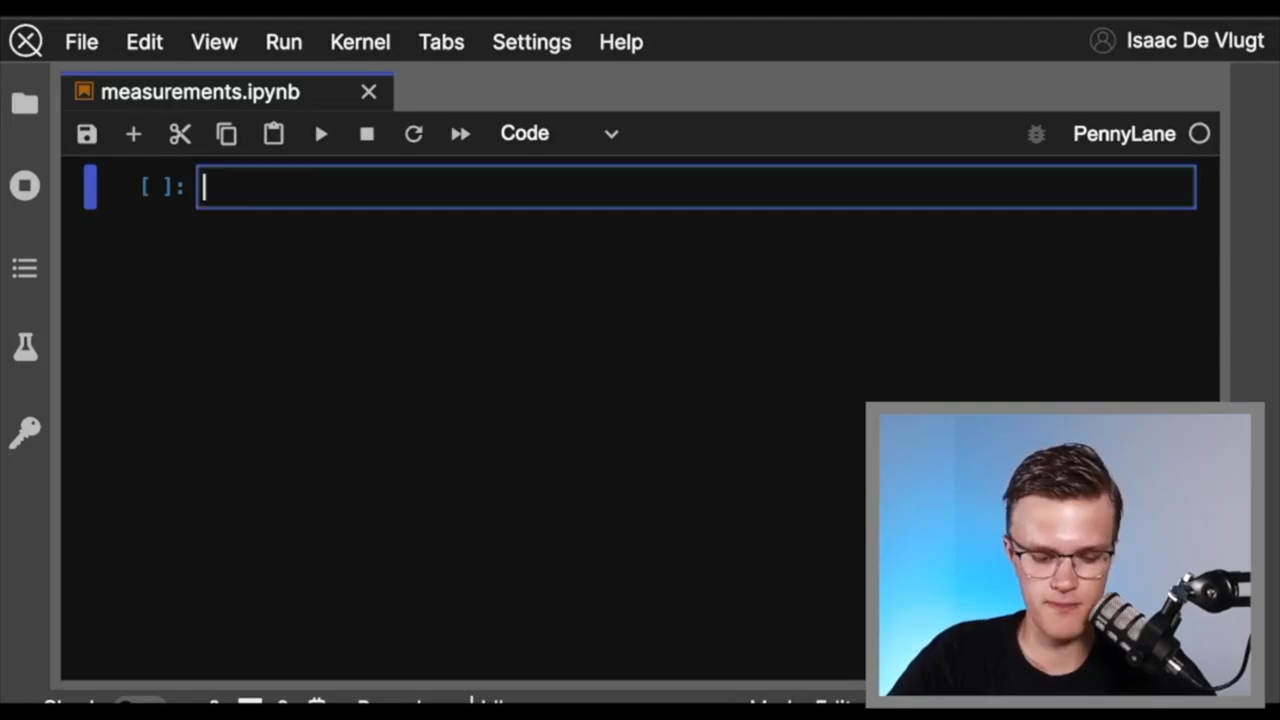 File Edit View Run Kernel Tabs Settings Help Isaac De Vlugt
measurements.ipynb
Code PennyLane
[ ]: